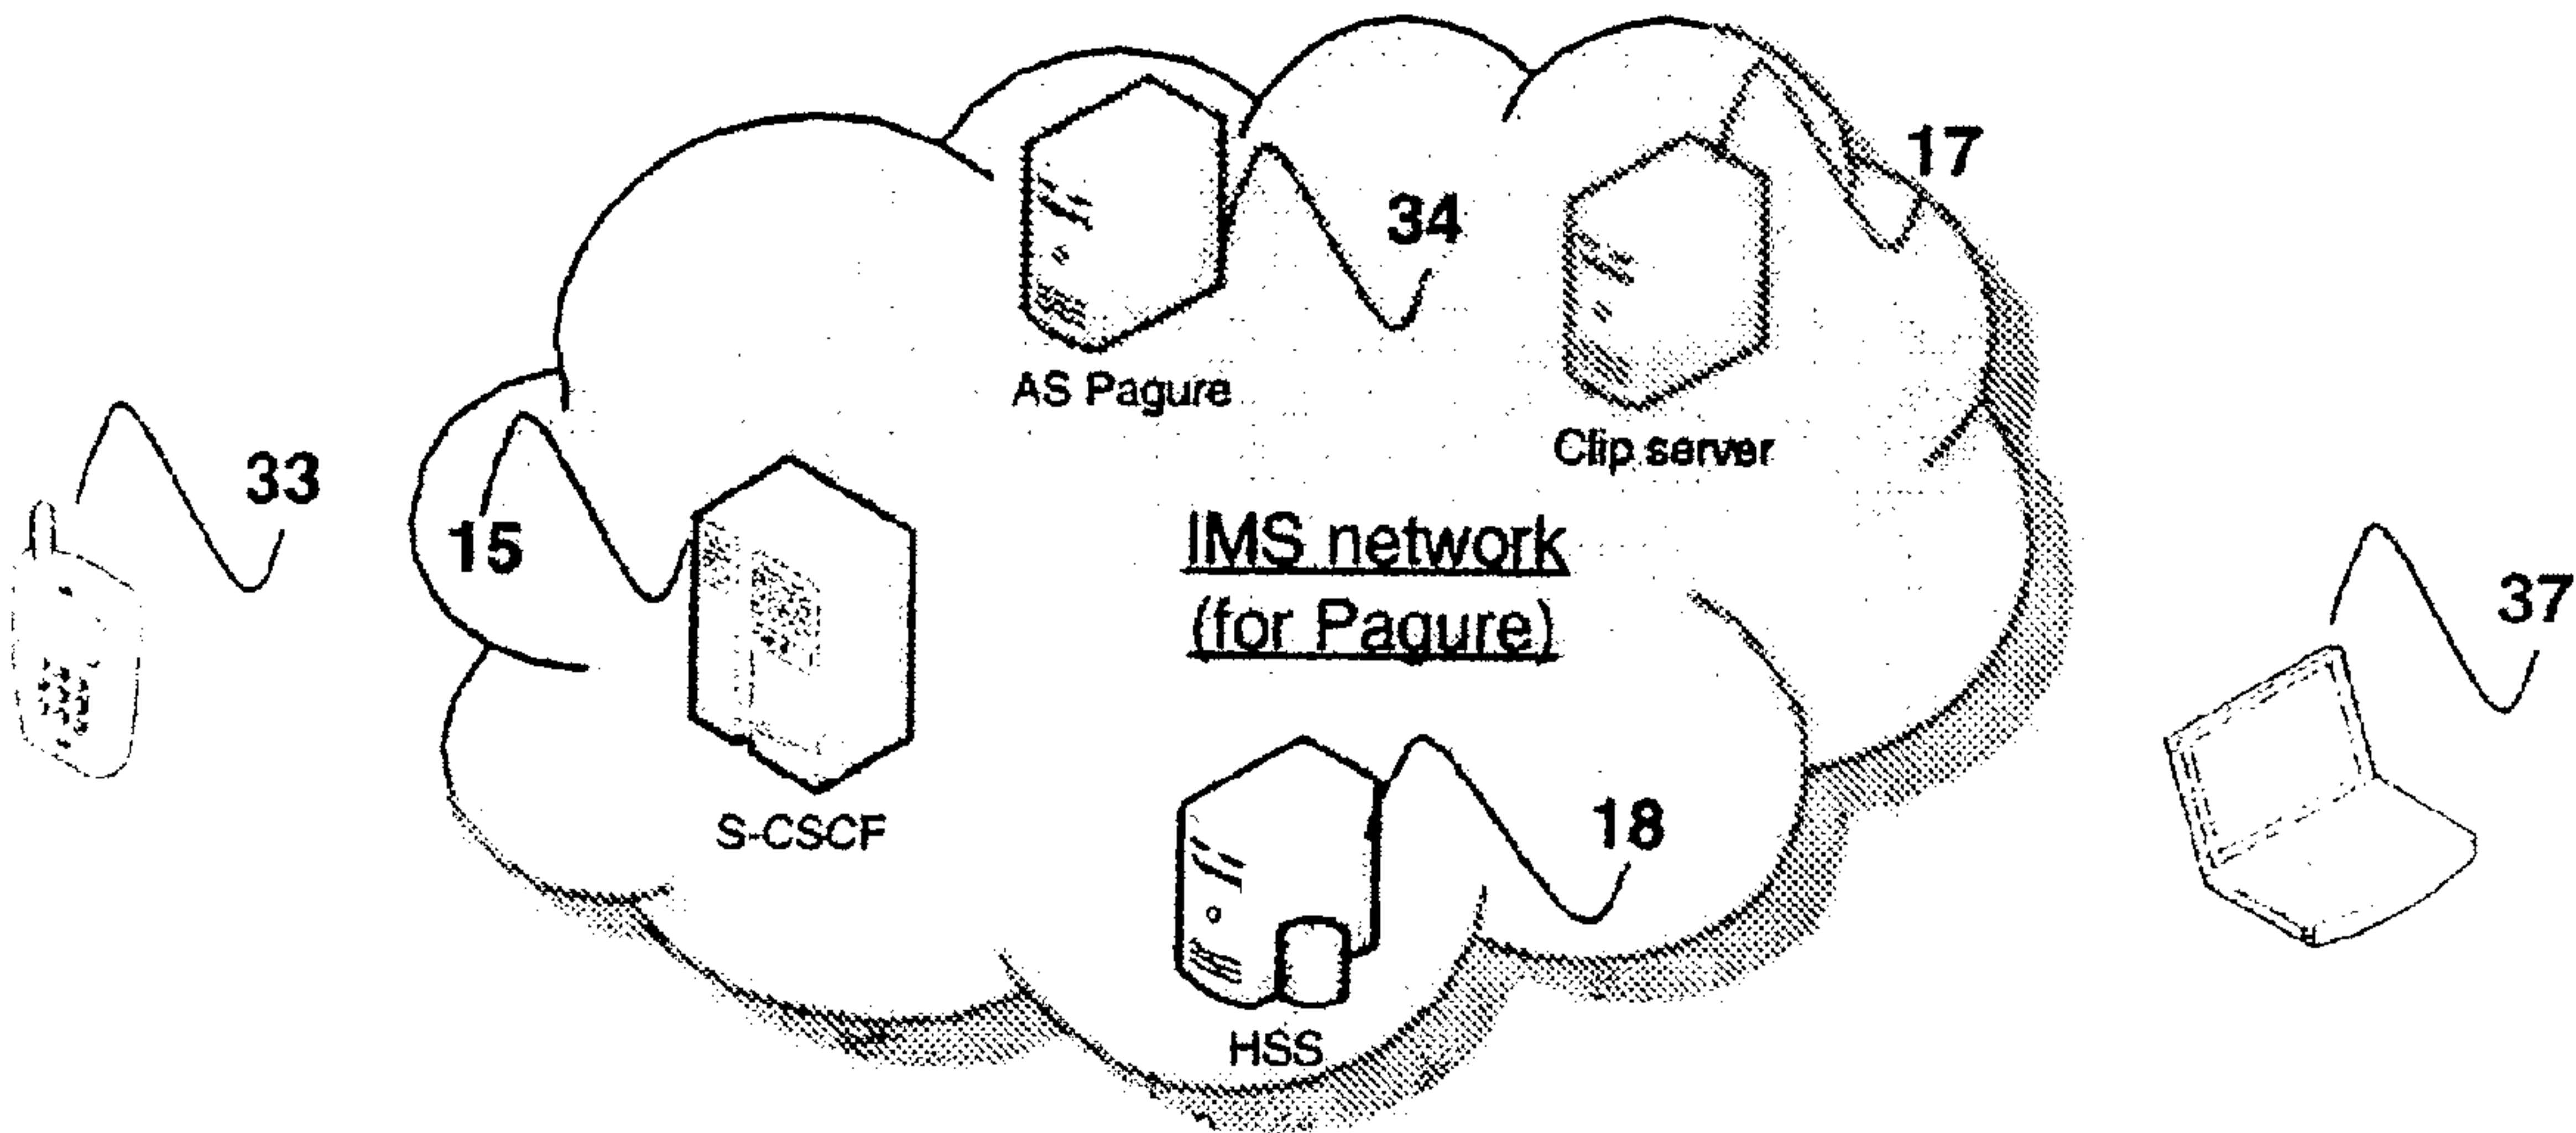 17
34
AS Pagure
Clip server
33
15
IMS network
(for Pagure)
37
S-CSCF
18
HSS